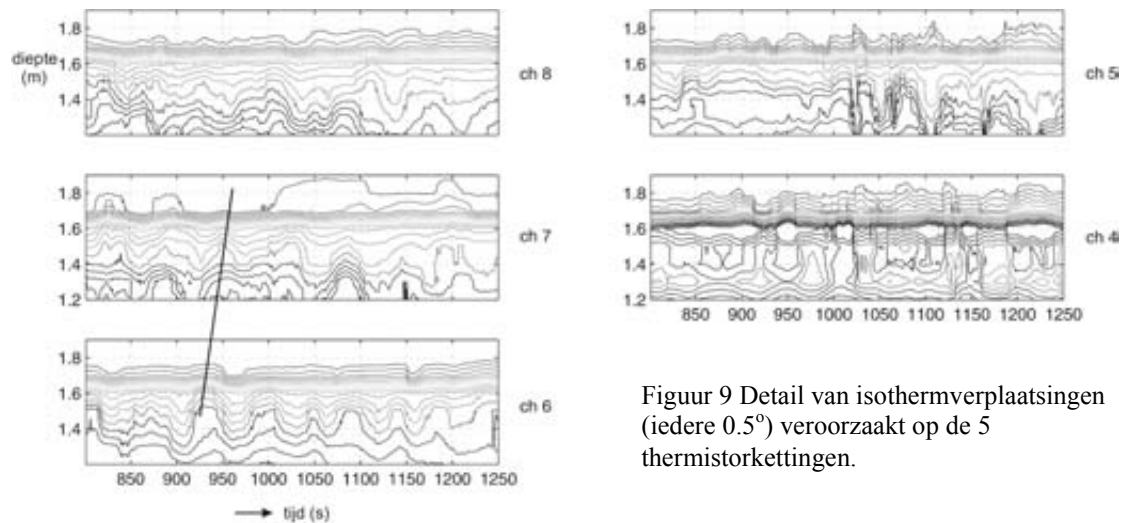 1.8
diepte
(m)
1.6
1.4
ch 8
1.8
1.6
1.4
1.2
ch 7
1.8
1.6
1.4
ch 6
850 900 950 1000 1050 1100 1150 1200 1250
tijd (s)
1.8
1.6
1.4
ch 5
1.8
1.6
1.4
1.2
ch 4
850 900 950 1000 1050 1100 1150 1200 1250
Figuur 9 Detail van isothermverplaatsingen
(iedere 0.5°) veroorzaakt op de 5
thermistorkettingen.